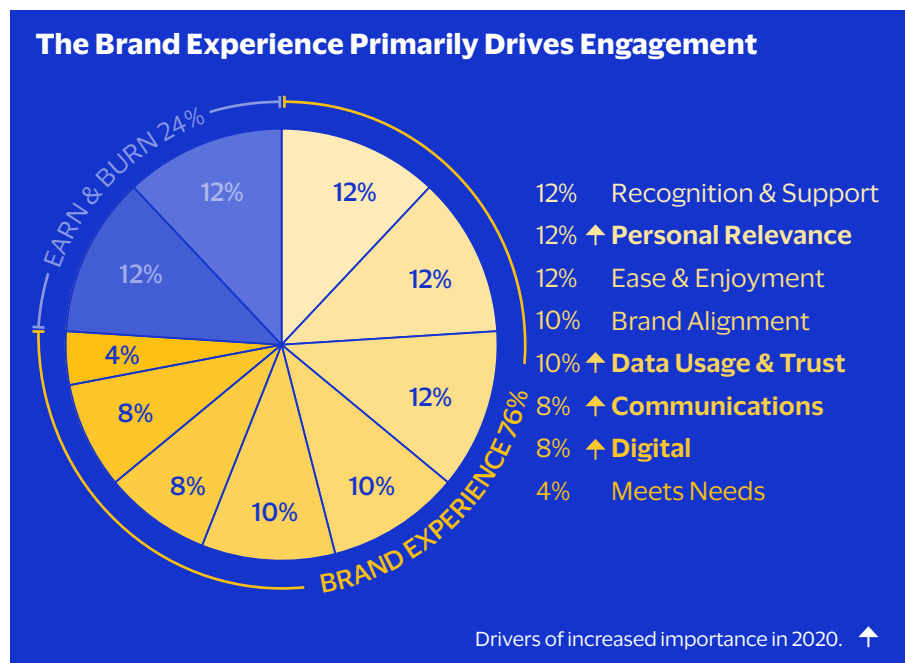 The Brand Experience Primarily Drives Engagement
EARN & BURN 24%
12%
12%
12%
12%
12%
10%
10%
8%
8%
4%
BRAND EXPERIENCE 76%
12% Recognition & Support
12% Personal Relevance
12% Ease & Enjoyment
10% Brand Alignment
10% Data Usage & Trust
8% Communications
8% Digital
4% Meets Needs
Drivers of increased importance in 2020.